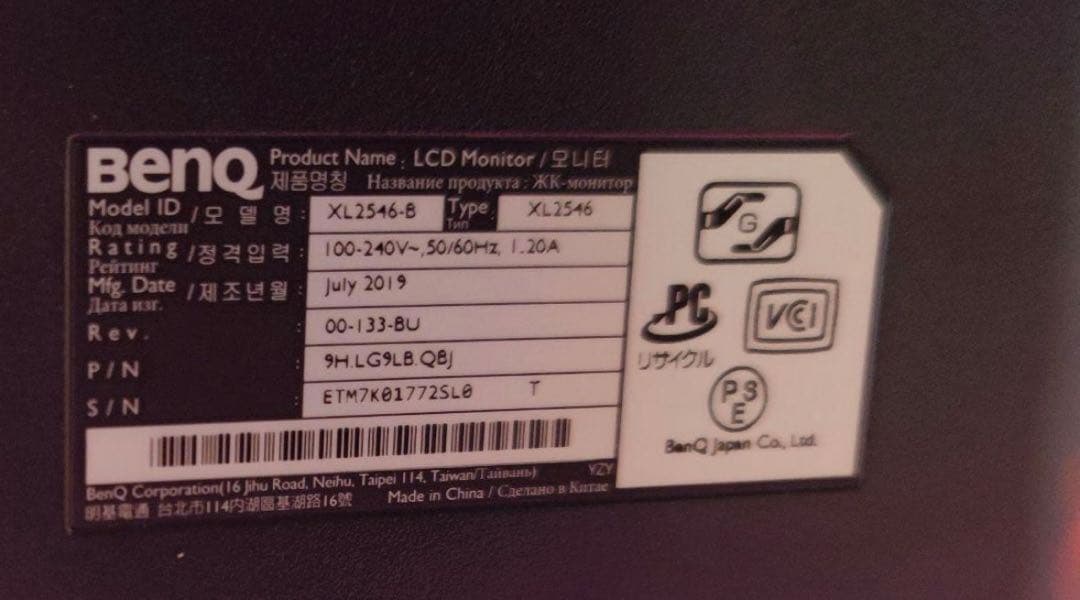 BenQ
Product Name : LCD Monitor / 모니터
제품명칭 Название продукта : ЖК-монитор
Model ID / 모 델 명 : XL2546-B Type XL2546
Код модели Тип
Rating / 정격입력 : 100-240V~, 50/60Hz, 1.20A
Рейтинг
Mfg. Date / 제조년월 : July 2019
Дата изг.
Rev. : 00-133-BU
P/N : 9H.LG9LB.QBJ
S/N : ETM7K01772SL0 T
BenQ Corporation(16 Jihu Road, Neihu, Taipei 114, Taiwan/Тайвань) YZY
明基電通 台北市114內湖區基湖路16號 Made in China / Сделано в Китае
G
PC
リサイクル
VCCI
PS
E
BenQ Japan Co., Ltd.